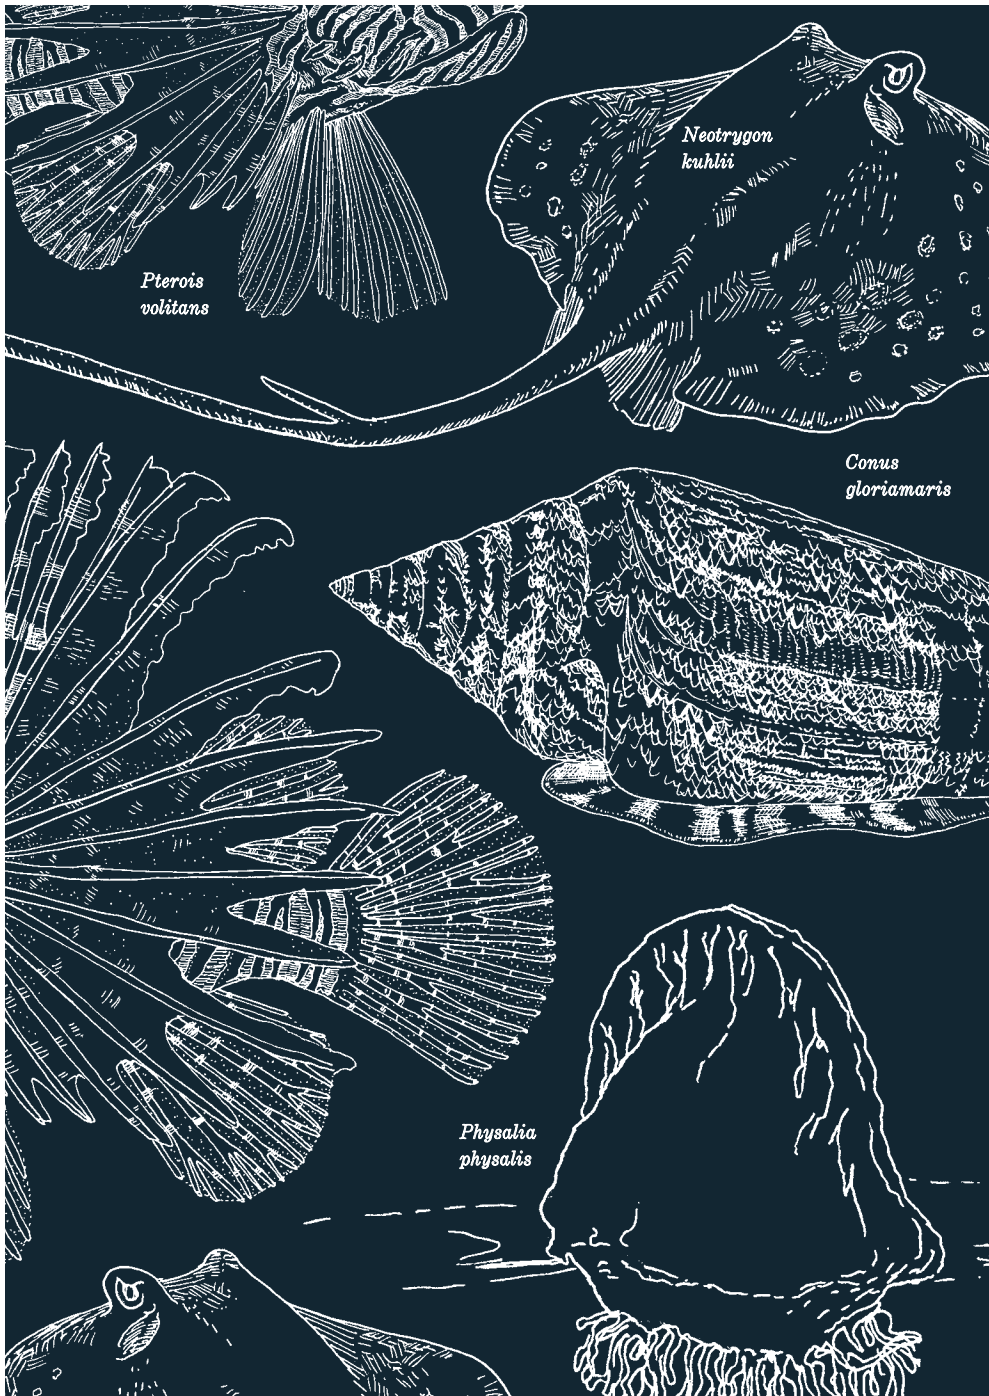 Neotrygon
kuhlii
Pterois
volitans
Conus
gloriamaris
Physalia
physalis